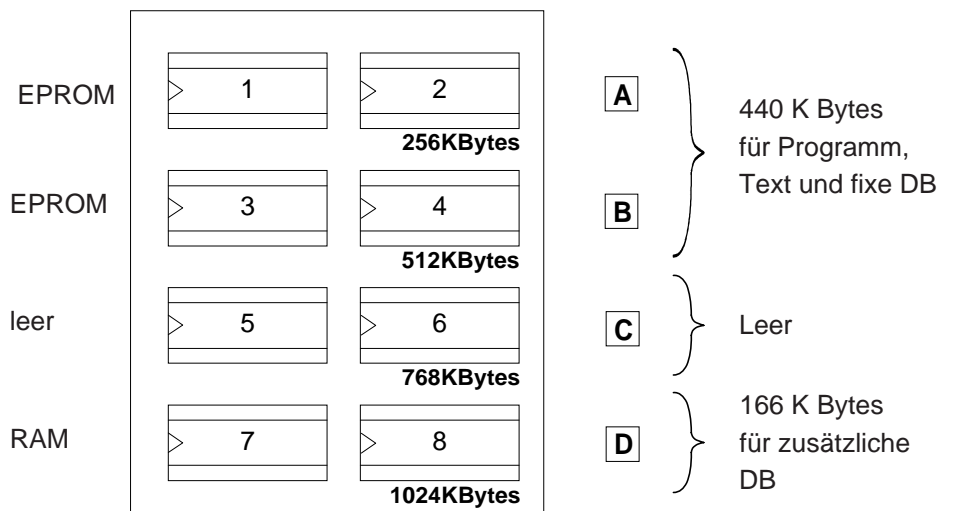 EPROM
1
2
A
256KBytes
440 K Bytes
für Programm,
Text und fixe DB
EPROM
3
4
B
512KBytes
leer
5
6
C
Leer
768KBytes
RAM
7
8
D
1024KBytes
166 K Bytes
für zusätzliche
DB